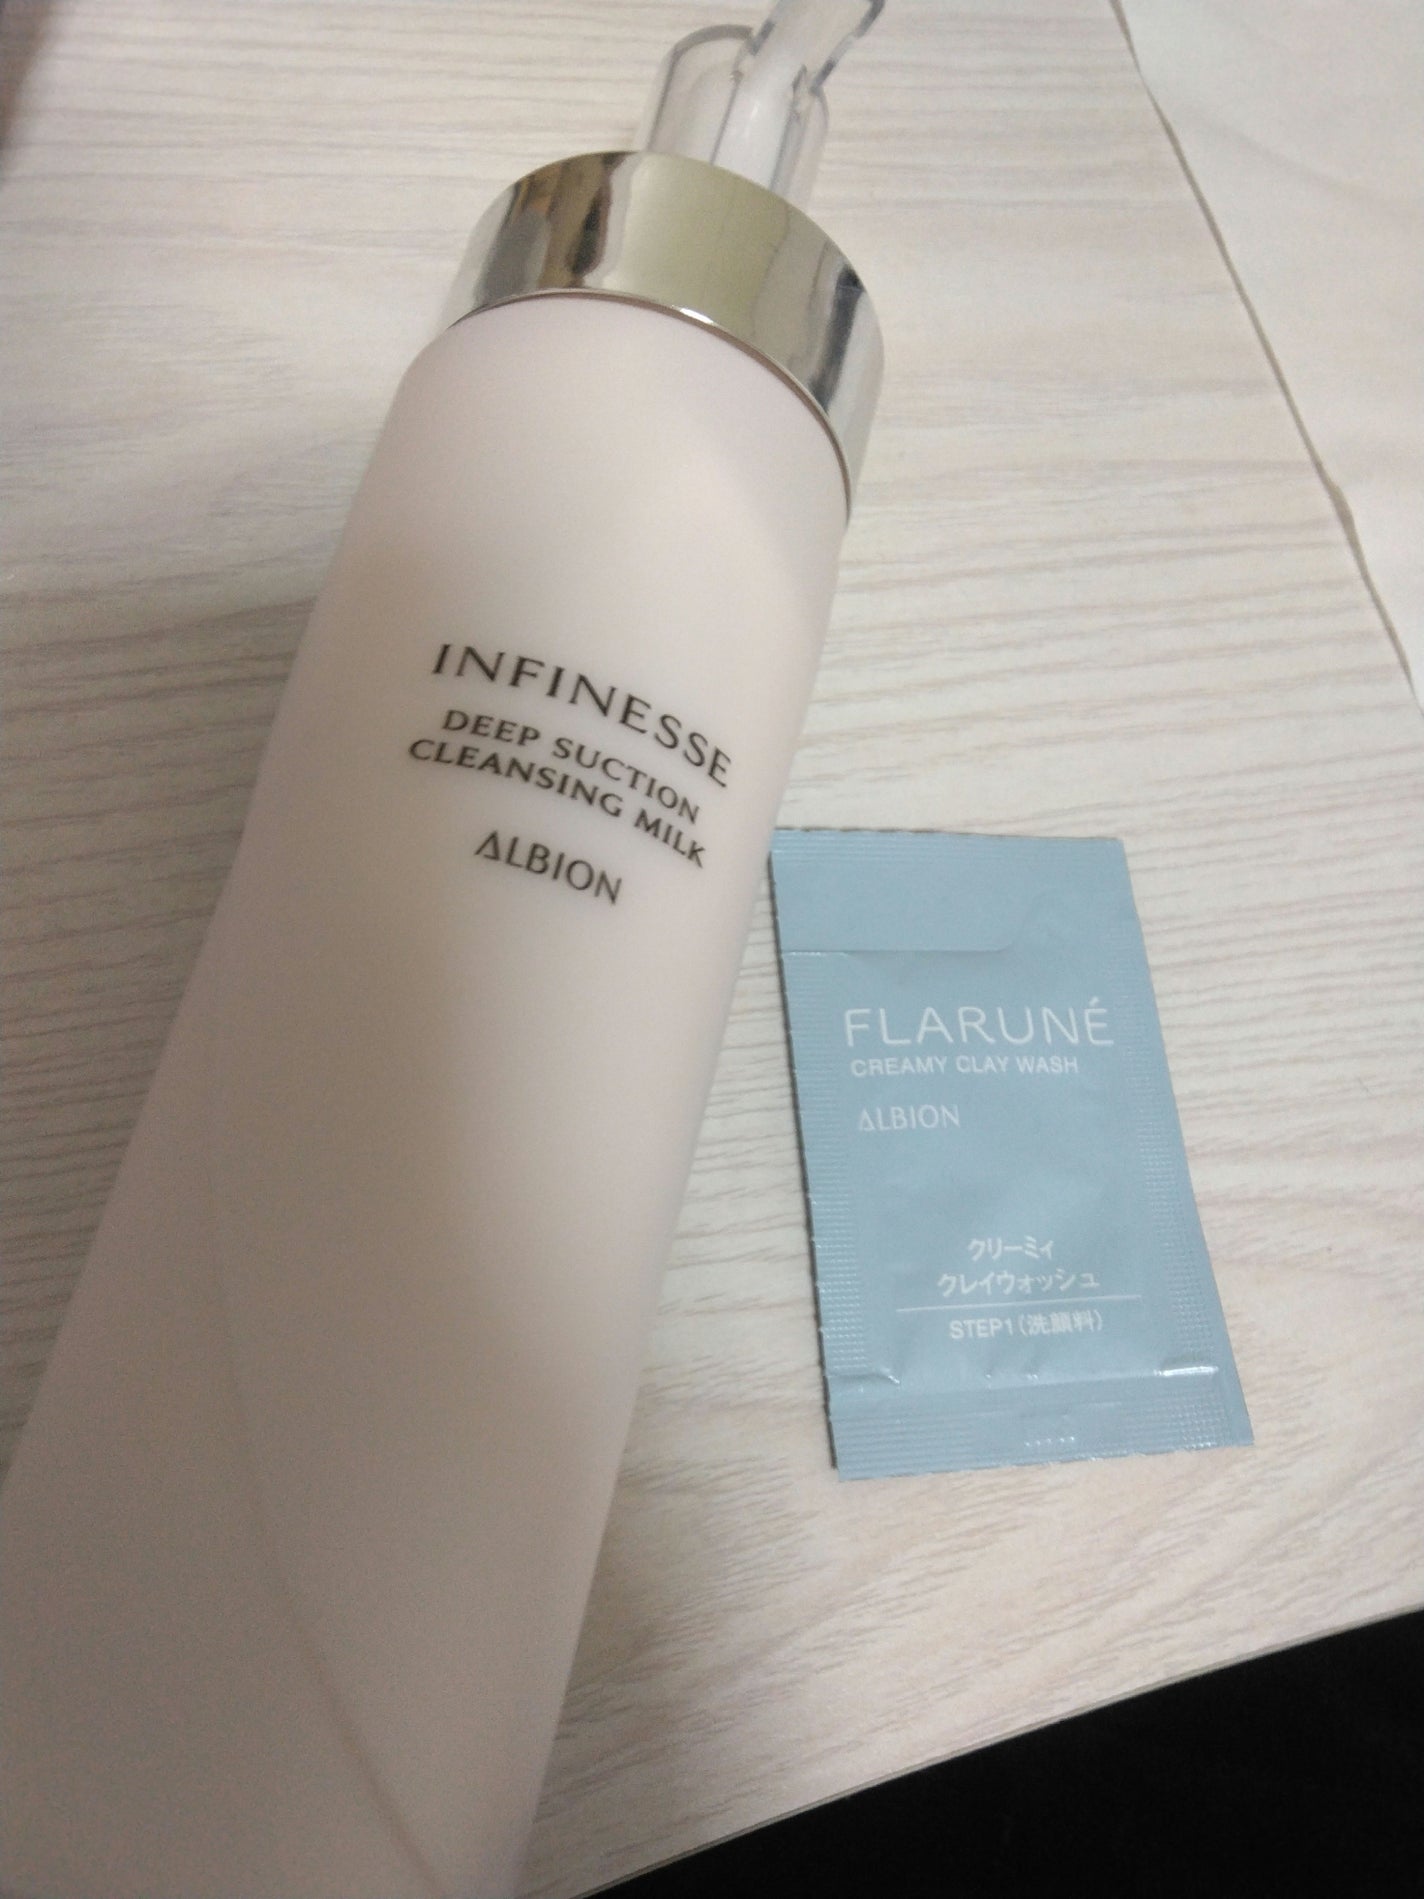 INFINESSE
DEEP SUCTION
CLEANSING MILK
ALBION
FLARUNÉ
CREAMY CLAY WASH
ALBION
クリーミィ
クレイウォッシュ
STEP1(洗顔料)